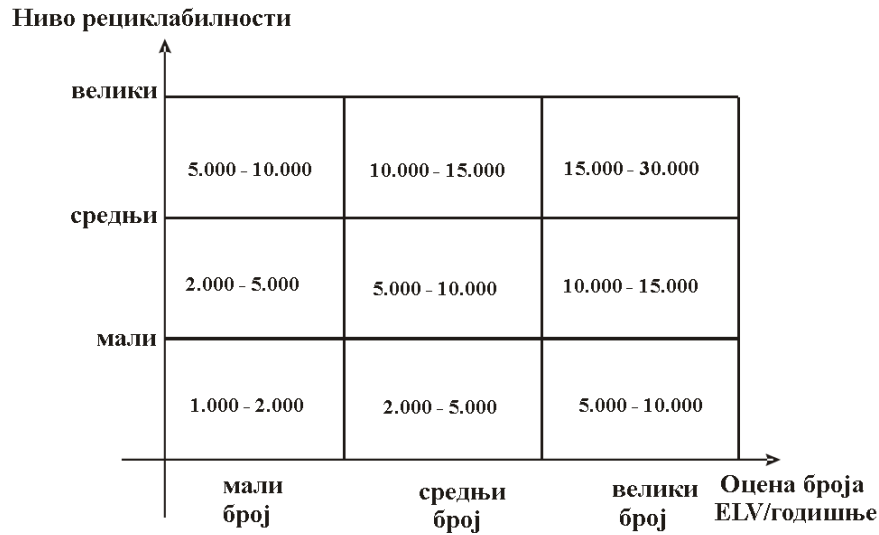 Ниво рециклабилности
велики
5.000 - 10.000
10.000 - 15.000
15.000 - 30.000
средњи
2.000 - 5.000
5.000 - 10.000
10.000 - 15.000
мали
1.000 - 2.000
2.000 - 5.000
5.000 - 10.000
мали
број
средњи
број
велики
број
Оцена броја
ELV/годишње